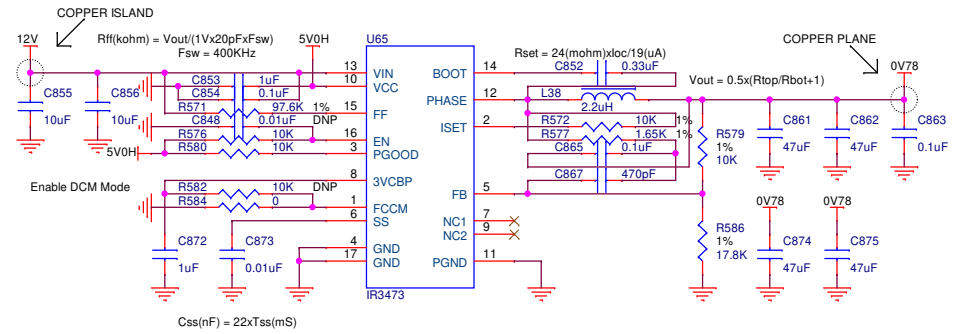 COPPER ISLAND
12V
Rff(kohm) = Vout/(1Vx20pFxFsw)
Fsw = 400KHz
5V0H
U65
Rset = 24(mohm)xIoc/19(uA)
COPPER PLANE
0V78
Vout = 0.5x(Rtop/Rbot+1)
C855
10uF
C856
10uF
C853 1uF
C854 0.1uF
R571 97.6K 1%
C848 0.01uF DNP
R576 10K
R580 10K
5V0H
13 VIN
10 VCC
15 FF
16 EN
3 PGOOD
8 3VCBP
1 FCCM
6 SS
4 GND
17 GND
BOOT 14
PHASE 12
ISET 2
FB 5
NC1 7
NC2 9
PGND 11
IR3473
C852 0.33uF
L38
2.2uH
R572 10K 1%
R577 1.65K 1%
C865 0.1uF
C867 470pF
R579
1%
10K
C861
47uF
C862
47uF
C863
0.1uF
Enable DCM Mode
R582 10K DNP
R584 0
C872
1uF
C873
0.01uF
R586
1%
17.8K
0V78
C874
47uF
0V78
C875
47uF
Css(nF) = 22xTss(mS)